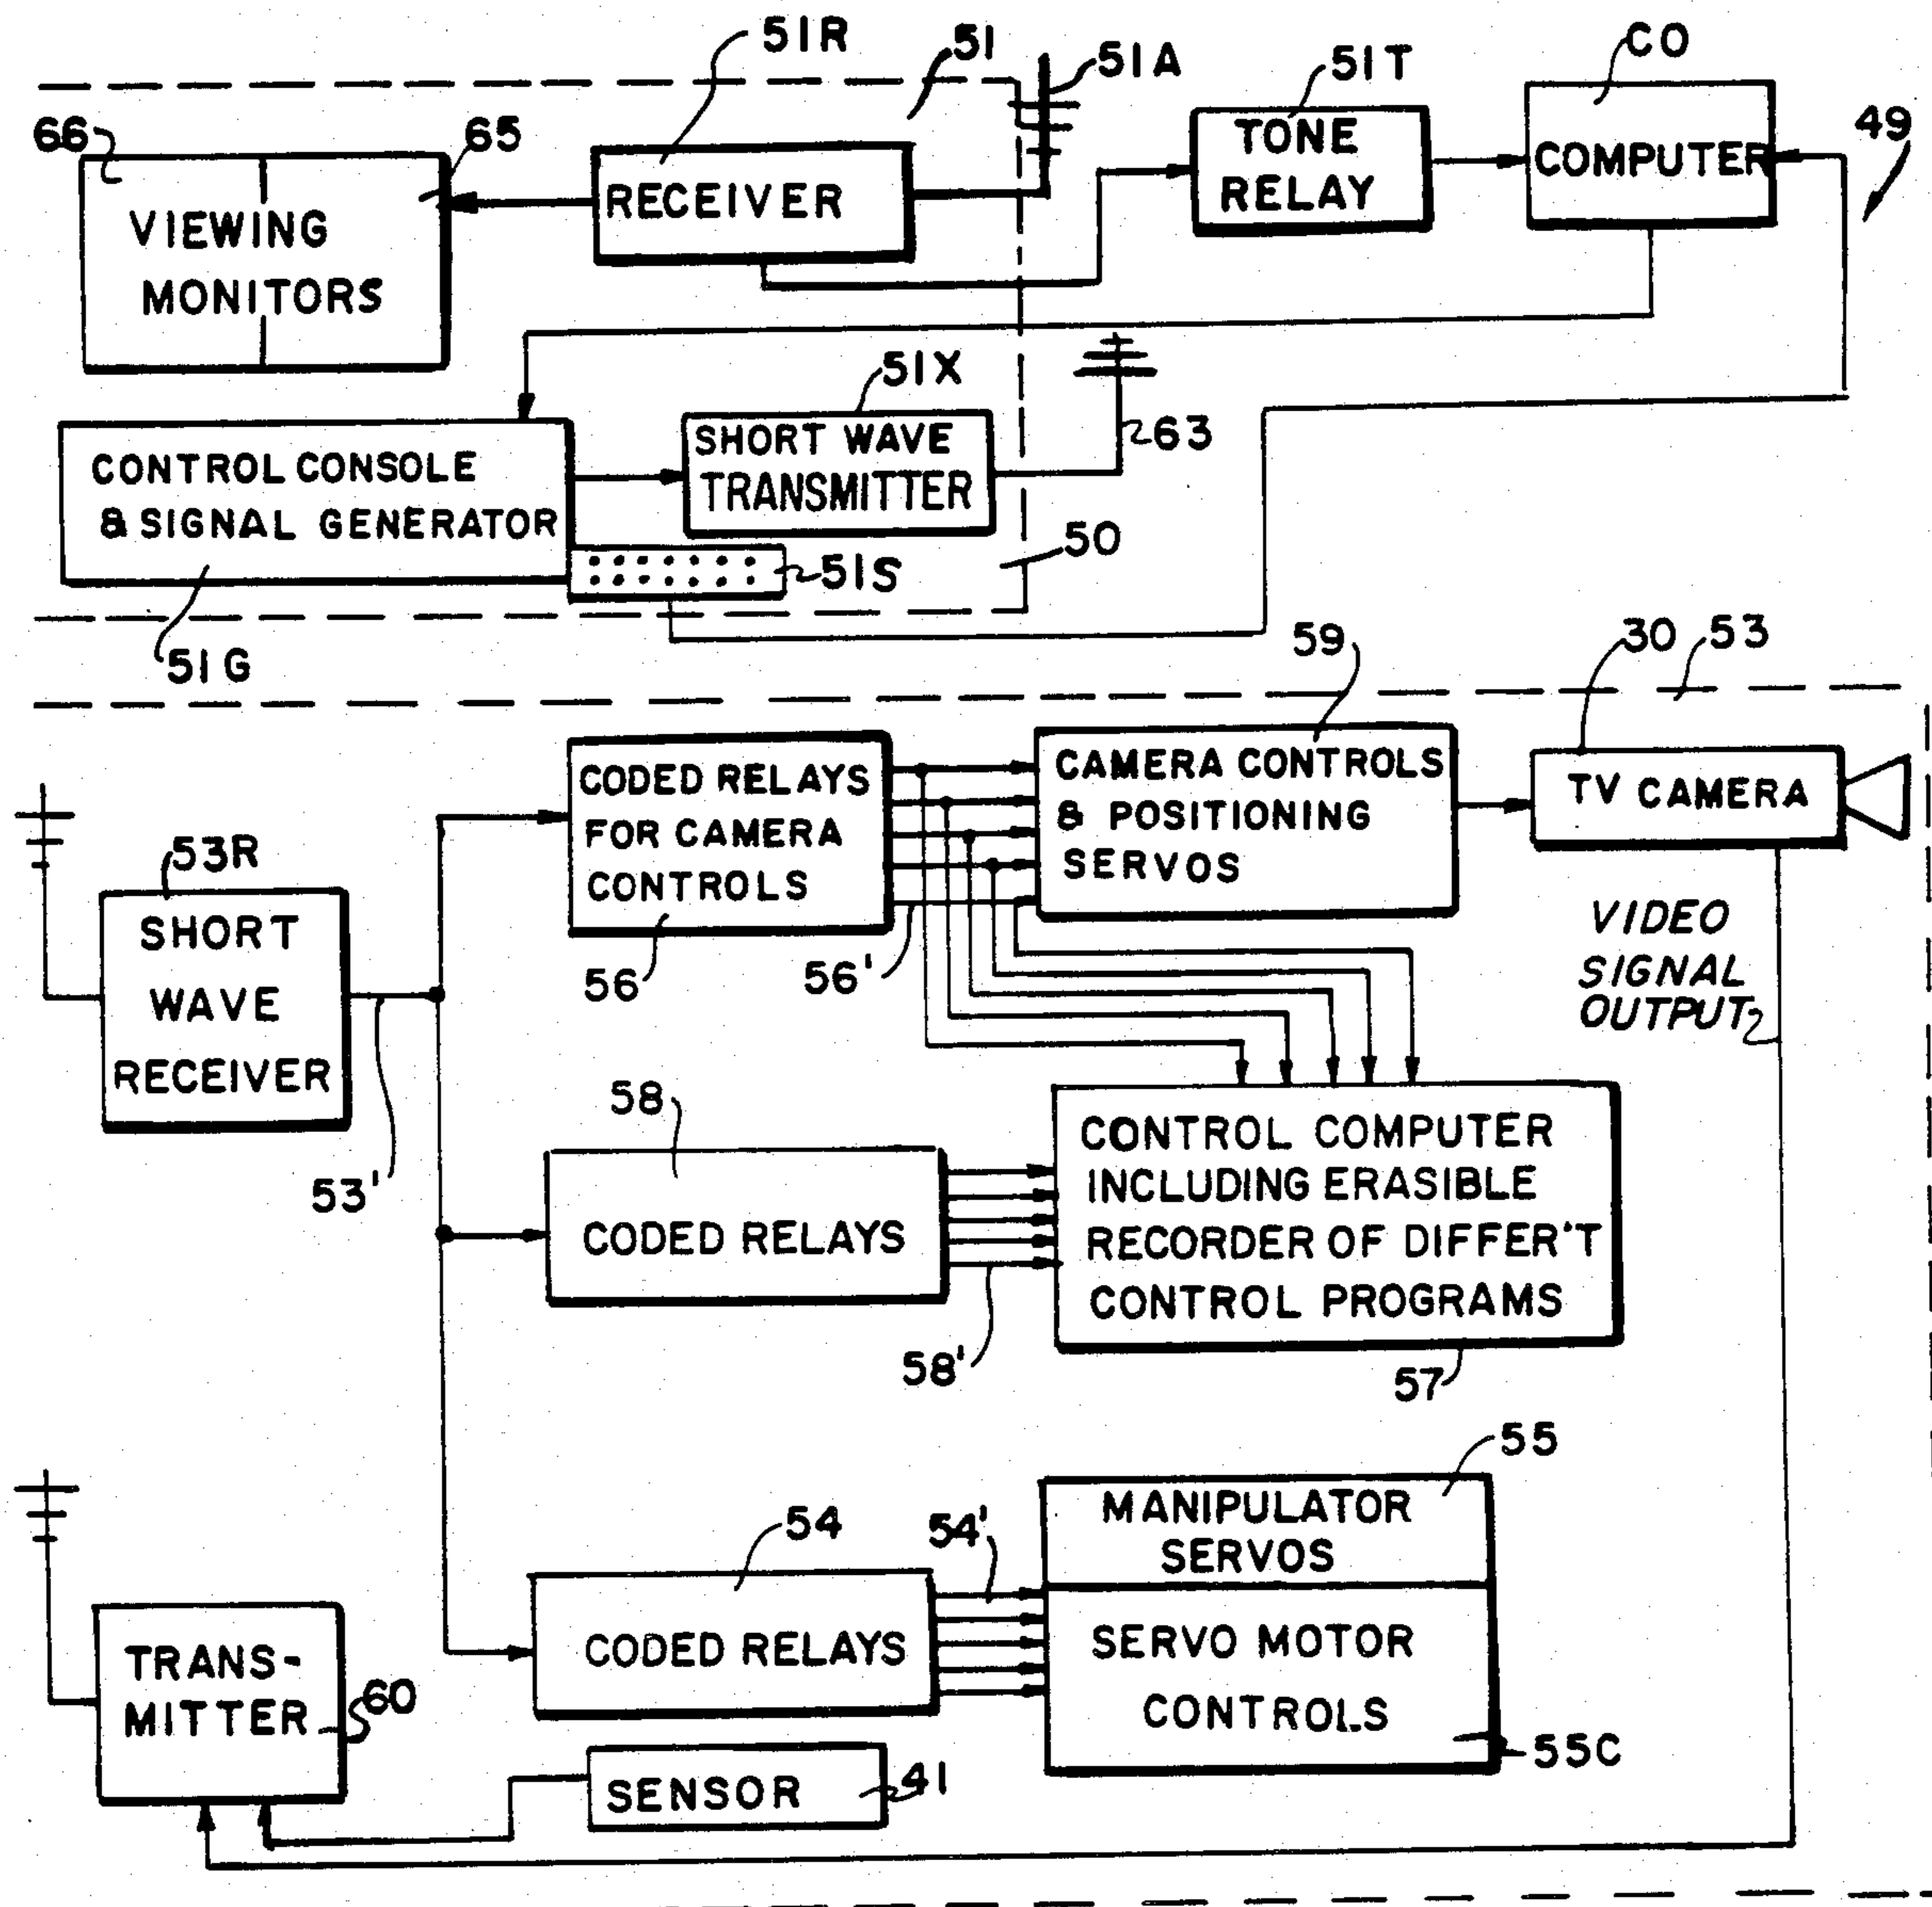 51R
51
51A
51T
CO
49
66
65
VIEWING
MONITORS
RECEIVER
TONE
RELAY
COMPUTER
51X
SHORT WAVE
TRANSMITTER
63
CONTROL CONSOLE
& SIGNAL GENERATOR
50
51S
51G
59
30
53
CODED RELAYS
FOR CAMERA
CONTROLS
CAMERA CONTROLS
& POSITIONING
SERVOS
TV CAMERA
53R
SHORT
WAVE
RECEIVER
56
56'
VIDEO
SIGNAL
OUTPUT
53'
58
CODED RELAYS
58'
CONTROL COMPUTER
INCLUDING ERASIBLE
RECORDER OF DIFFER'T
CONTROL PROGRAMS
57
55
54
54'
MANIPULATOR
SERVOS
CODED RELAYS
SERVO MOTOR
CONTROLS
55C
TRANS-
MITTER
60
SENSOR
41